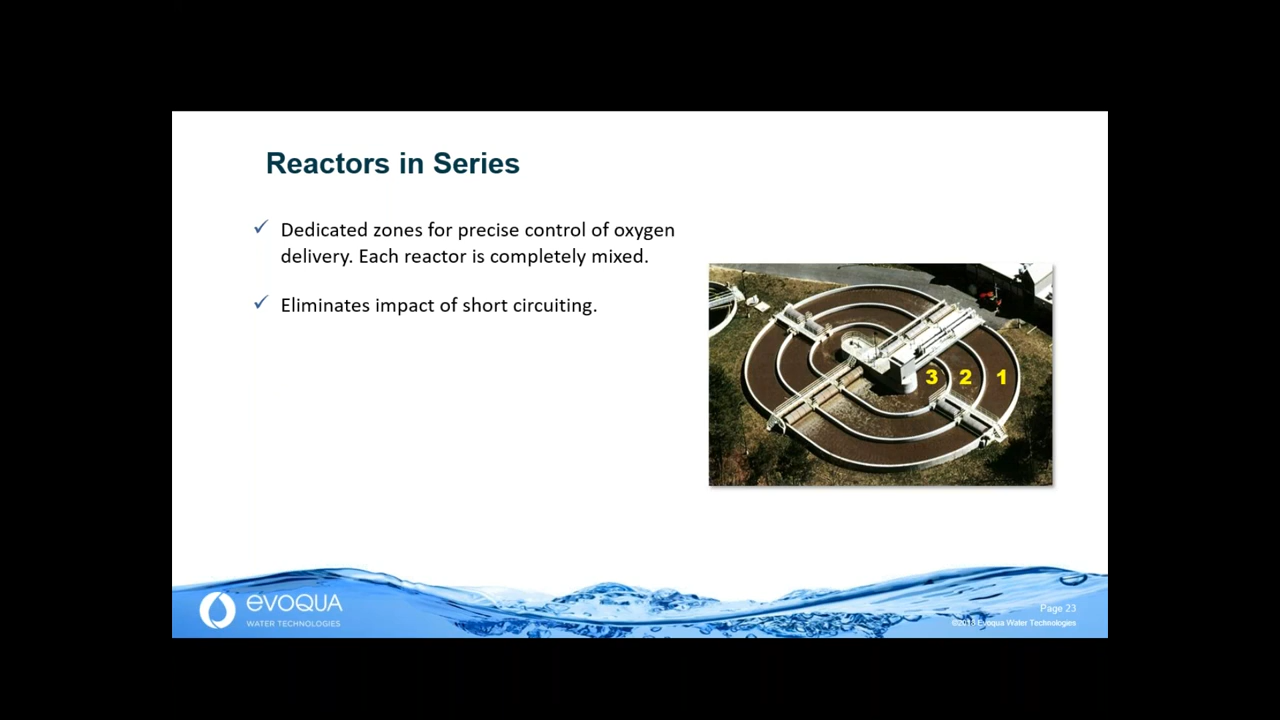 Reactors in Series
✓ Dedicated zones for precise control of oxygen
delivery. Each reactor is completely mixed.
✓ Eliminates impact of short circuiting.
3 2 1
evoqua
WATER TECHNOLOGIES
Page 23
©2018 Evoqua Water Technologies